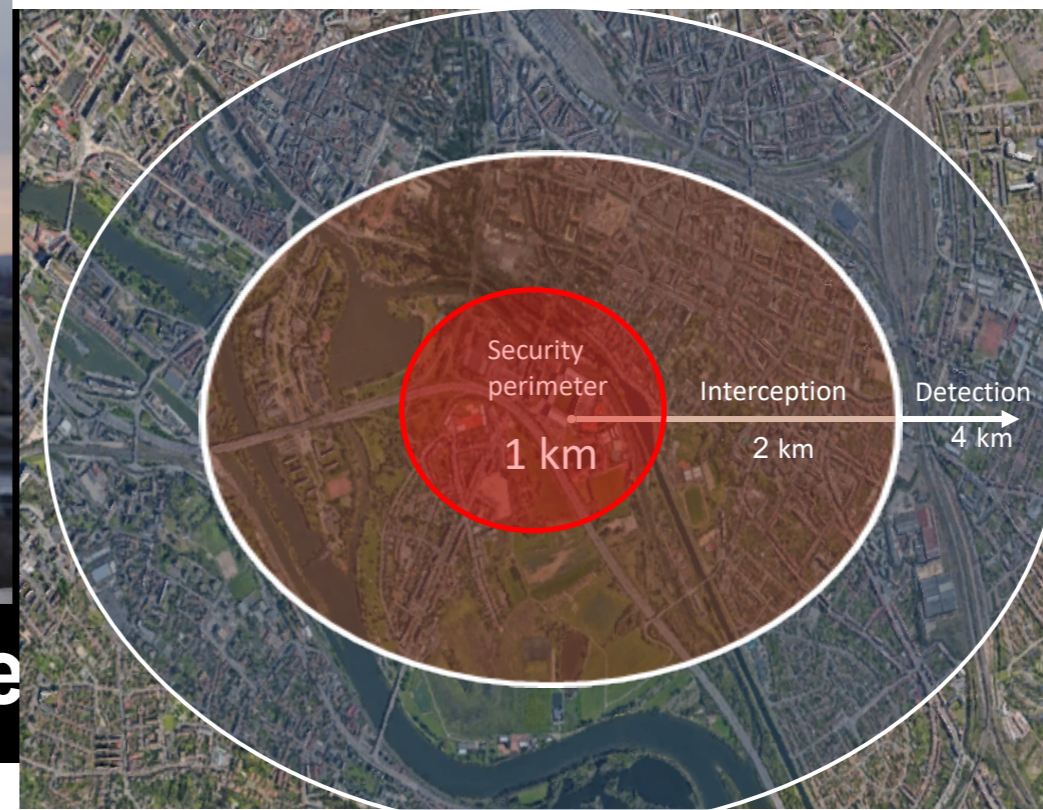 Security
perimeter
1 km
Interception
2 km
Detection
4 km
e